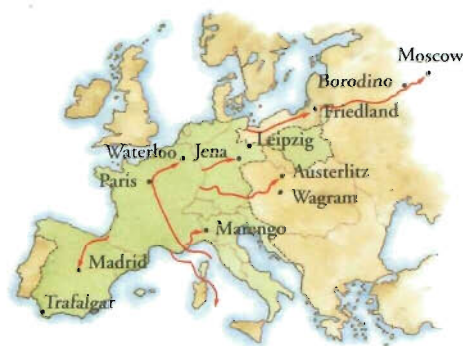 Moscow
Borodino
Friedland
Leipzig
Waterloo
Jena
Paris
Austerlitz
Wagram
Marengo
Madrid
Trafalgar